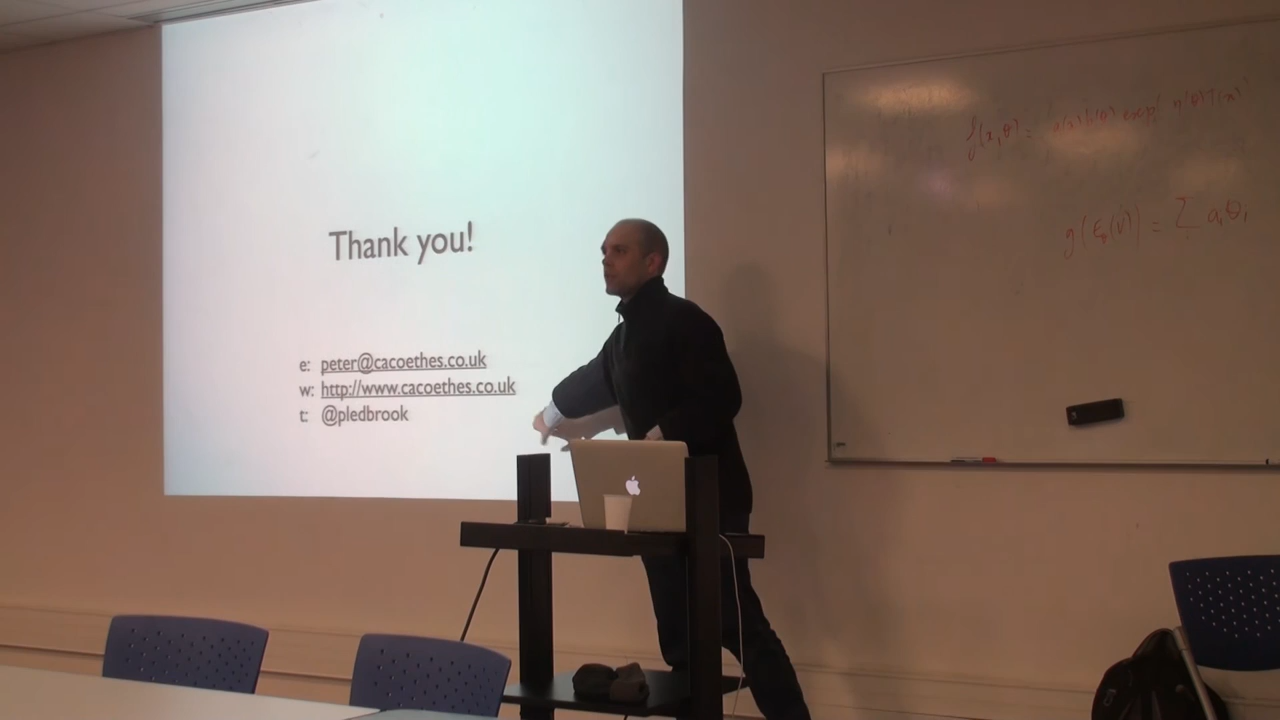 Thank you!
e: peter@cacoethes.co.uk
w: http://www.cacoethes.co.uk
t: @pledbrook
f(x,θ) =
g(
) = Σ